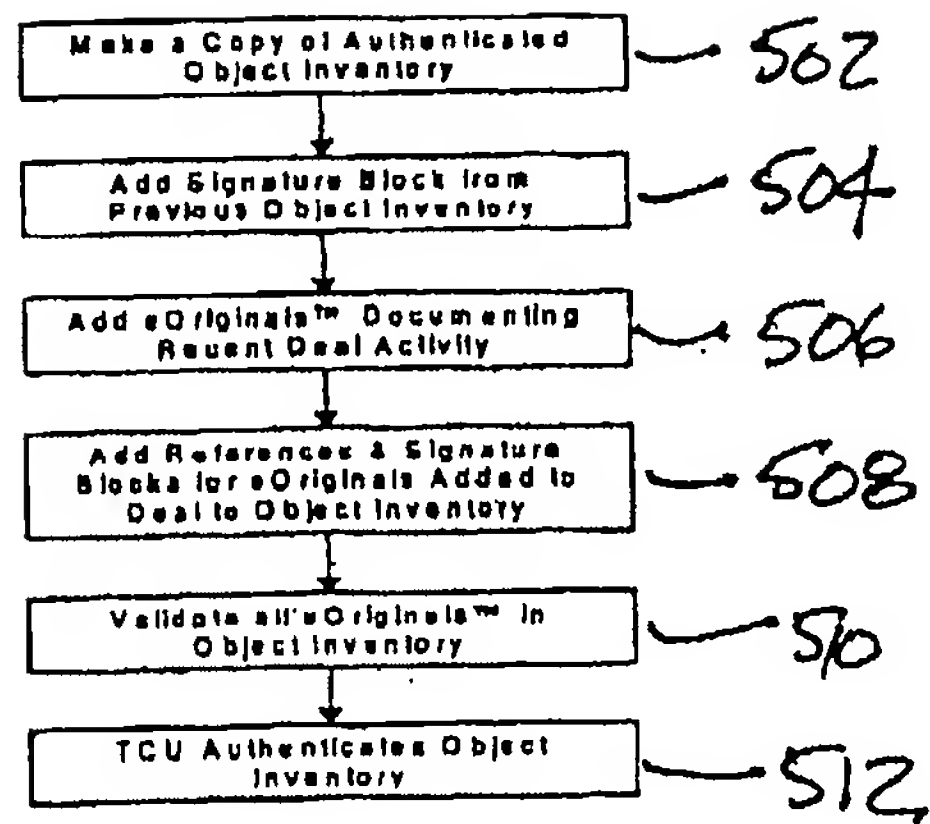 Make a Copy of Authenticated
Object Inventory
502
Add Signature Block from
Previous Object Inventory
504
Add eOriginals™ Documenting
Recent Deal Activity
506
Add References & Signature
Blocks for eOriginals Added to
Deal to Object Inventory
508
Validate all eOriginals™ in
Object Inventory
510
TCU Authenticates Object
Inventory
512